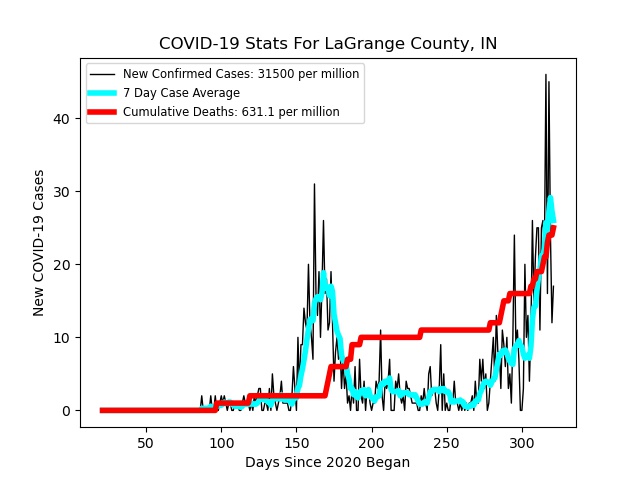 COVID-19 Stats For LaGrange County, IN
New Confirmed Cases: 31500 per million
7 Day Case Average
Cumulative Deaths: 631.1 per million
New COVID-19 Cases
40
30
20
10
0
50 100 150 200 250 300
Days Since 2020 Began